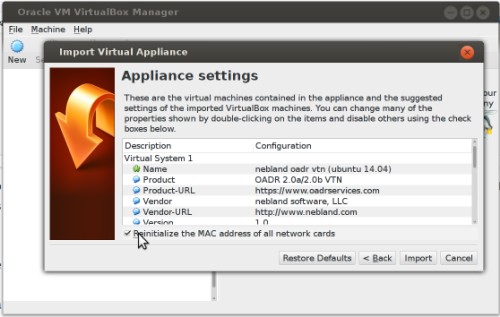 Oracle VM VirtualBox Manager
File Machine Help
New
Import Virtual Appliance
Appliance settings
These are the virtual machines contained in the appliance and the suggested
settings of the imported VirtualBox machines. You can change many of the
properties shown by double-clicking on the items and disable others using the check
boxes below.
Description Configuration
Virtual System 1
Name nebland oadr vtn (ubuntu 14.04)
Product OADR 2.0a/2.0b VTN
Product-URL https://www.oadrservices.com
Vendor nebland software, LLC
Vendor-URL http://www.nebland.com
Version 1.0
Reinitialize the MAC address of all network cards
Restore Defaults < Back Import Cancel